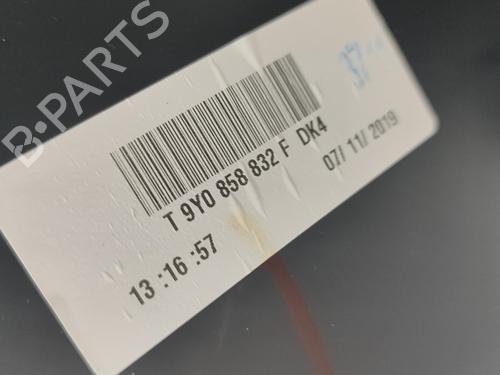 B-PARTS
T 9Y0 858 832 F DK4
13 :16 :57
07/ 11/ 2019